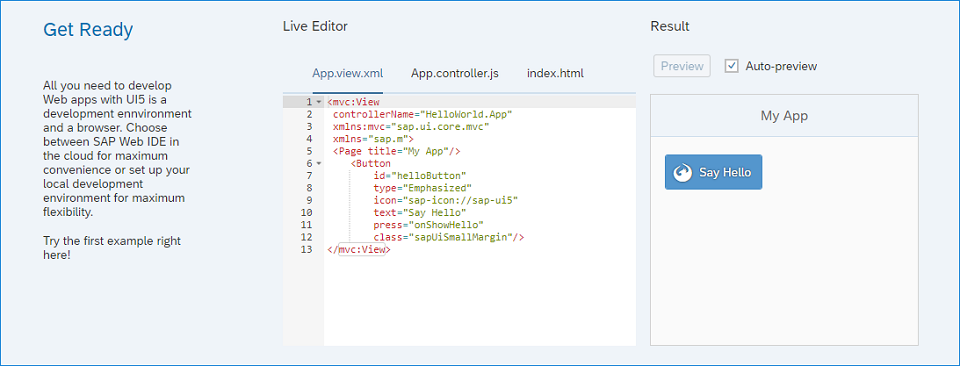 Get Ready
All you need to develop
Web apps with UI5 is a
development ennvironment
and a browser. Choose
between SAP Web IDE in
the cloud for maximum
convenience or set up your
local development
environment for maximum
flexibility.
Try the first example right
here!
Live Editor
App.view.xml App.controller.js index.html
1 <mvc:View
2 controllerName="HelloWorld.App"
3 xmlns:mvc="sap.ui.core.mvc"
4 xmlns="sap.m">
5 <Page title="My App"/>
6 <Button
7 id="helloButton"
8 type="Emphasized"
9 icon="sap-icon://sap-ui5"
10 text="Say Hello"
11 press="onShowHello"
12 class="sapUiSmallMargin"/>
13 </mvc:View>
Result
Preview Auto-preview
My App
Say Hello